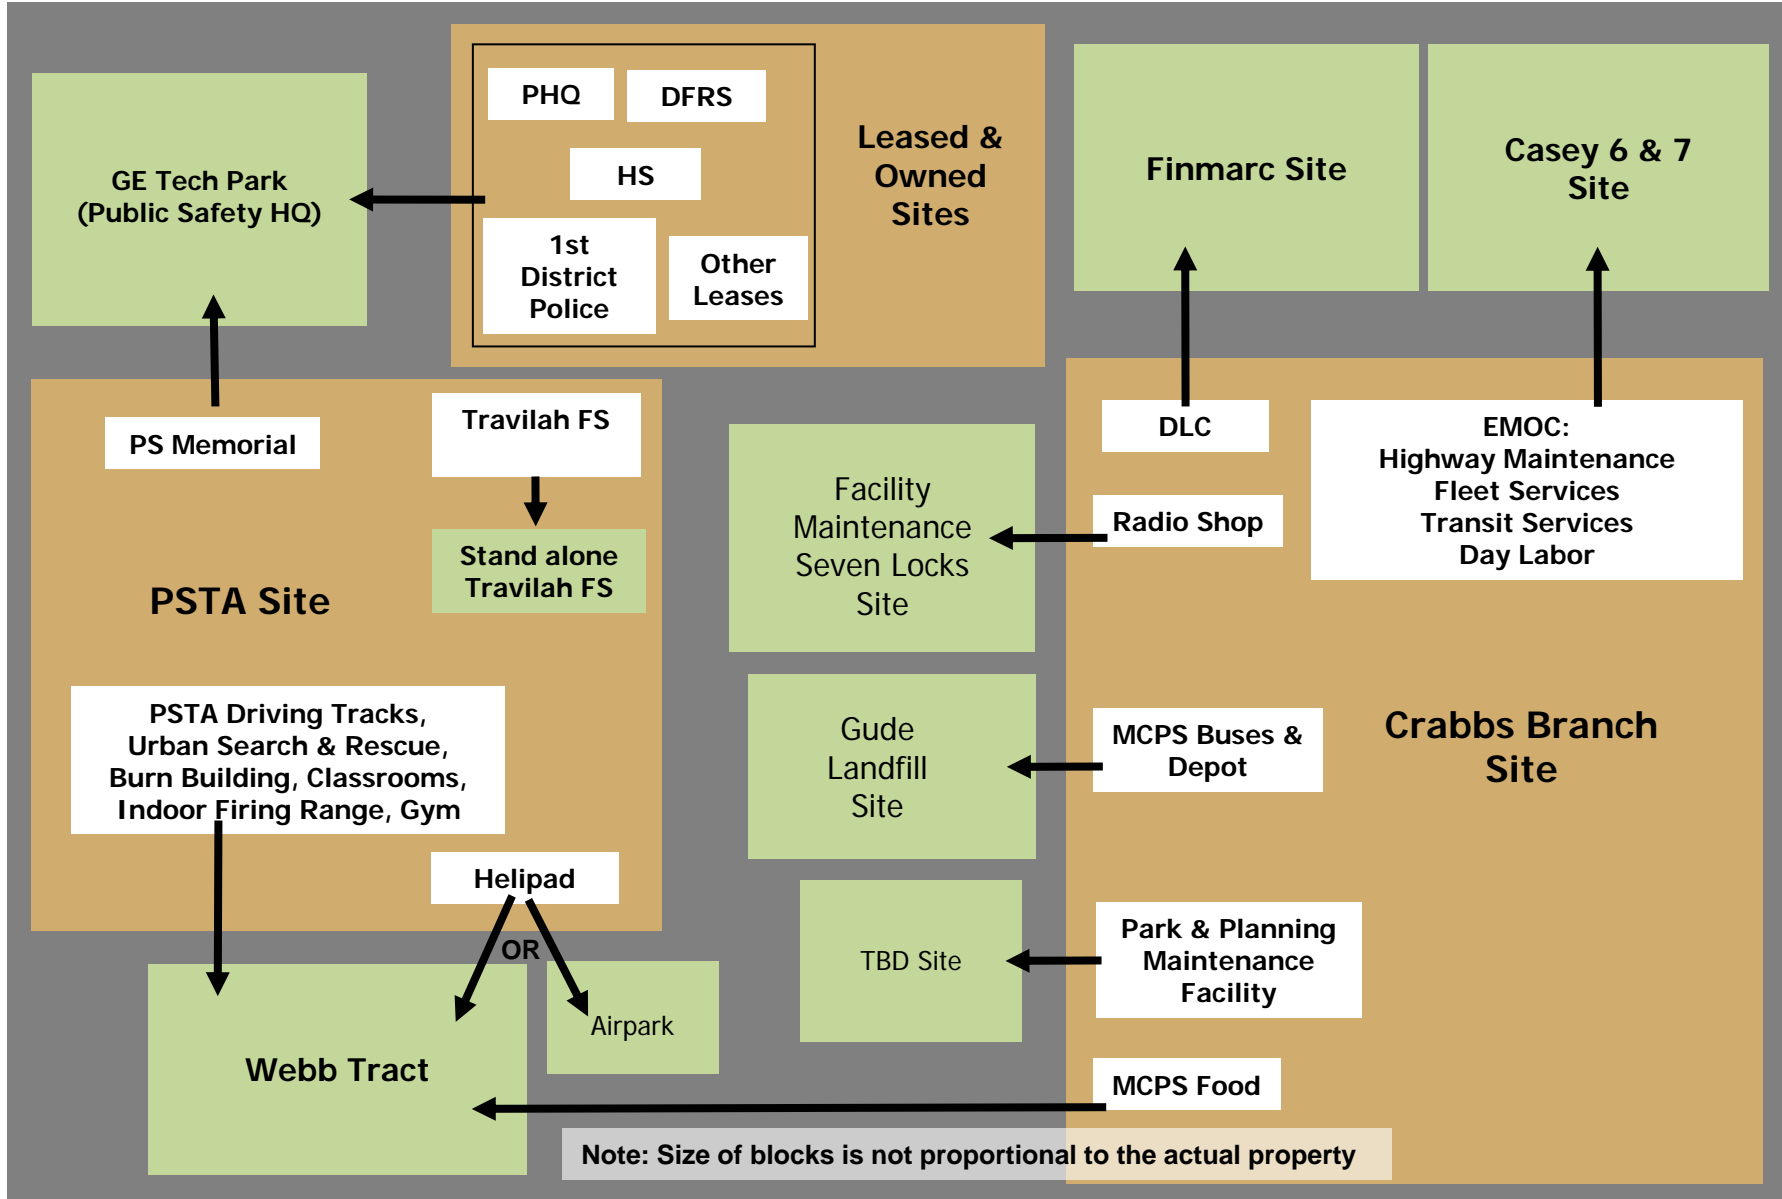 PHQ
DFRS
HS
1st
District
Police
Other
Leases
Leased &
Owned
Sites
GE Tech Park
(Public Safety HQ)
Finmarc Site
Casey 6 & 7
Site
PS Memorial
Travilah FS
Stand alone
Travilah FS
PSTA Site
PSTA Driving Tracks,
Urban Search & Rescue,
Burn Building, Classrooms,
Indoor Firing Range, Gym
Helipad
OR
Airpark
Webb Tract
Facility
Maintenance
Seven Locks
Site
Gude
Landfill
Site
TBD Site
DLC
Radio Shop
EMOC:
Highway Maintenance
Fleet Services
Transit Services
Day Labor
MCPS Buses &
Depot
Crabbs Branch
Site
Park & Planning
Maintenance
Facility
MCPS Food
Note: Size of blocks is not proportional to the actual property